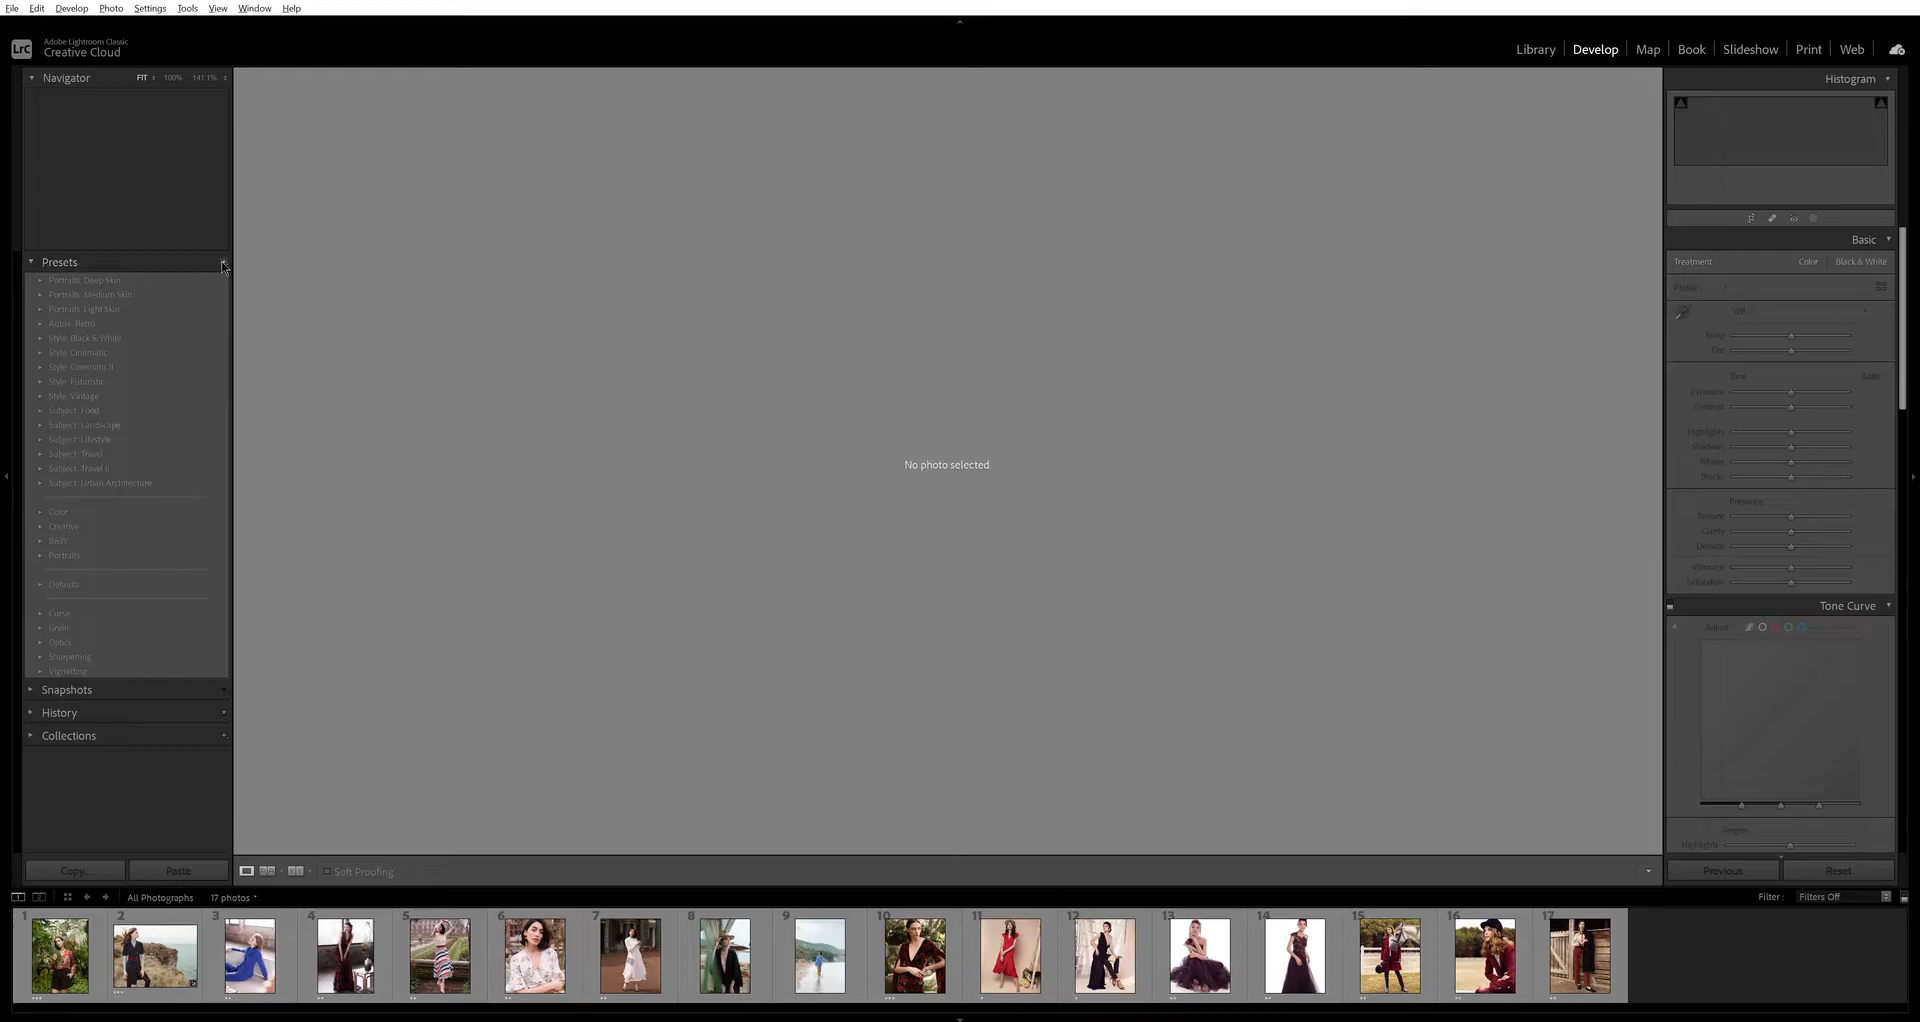 File Edit Develop Photo Settings Tools View Window Help
LrC
Adobe Lightroom Classic
Creative Cloud
Library Develop Map Book Slideshow Print Web
Navigator FIT 100% 141.1%
Histogram
Presets
Portraits: Deep Skin
Portraits: Medium Skin
Portraits: Light Skin
Auto+: Retro
Style: Black & White
Style: Cinematic
Style: Cinematic II
Style: Futuristic
Style: Vintage
Subject: Food
Subject: Landscape
Subject: Lifestyle
Subject: Travel
Subject: Travel II
Subject: Urban Architecture
Color
Creative
B&W
Portraits
Defaults
Curve
Grain
Optics
Sharpening
Vignetting
Snapshots
History
Collections
Copy... Paste
No photo selected.
Basic
Treatment : Color Black & White
Profile
WB :
Temp
Tint
Tone Auto
Exposure
Contrast
Highlights
Shadows
Whites
Blacks
Presence
Texture
Clarity
Dehaze
Vibrance
Saturation
Tone Curve
Adjust :
Region
Highlights
Previous Reset
Soft Proofing
1 2 All Photographs 17 photos
Filter : Filters Off
1 2 3 4 5 6 7 8 9 10 11 12 13 14 15 16 17